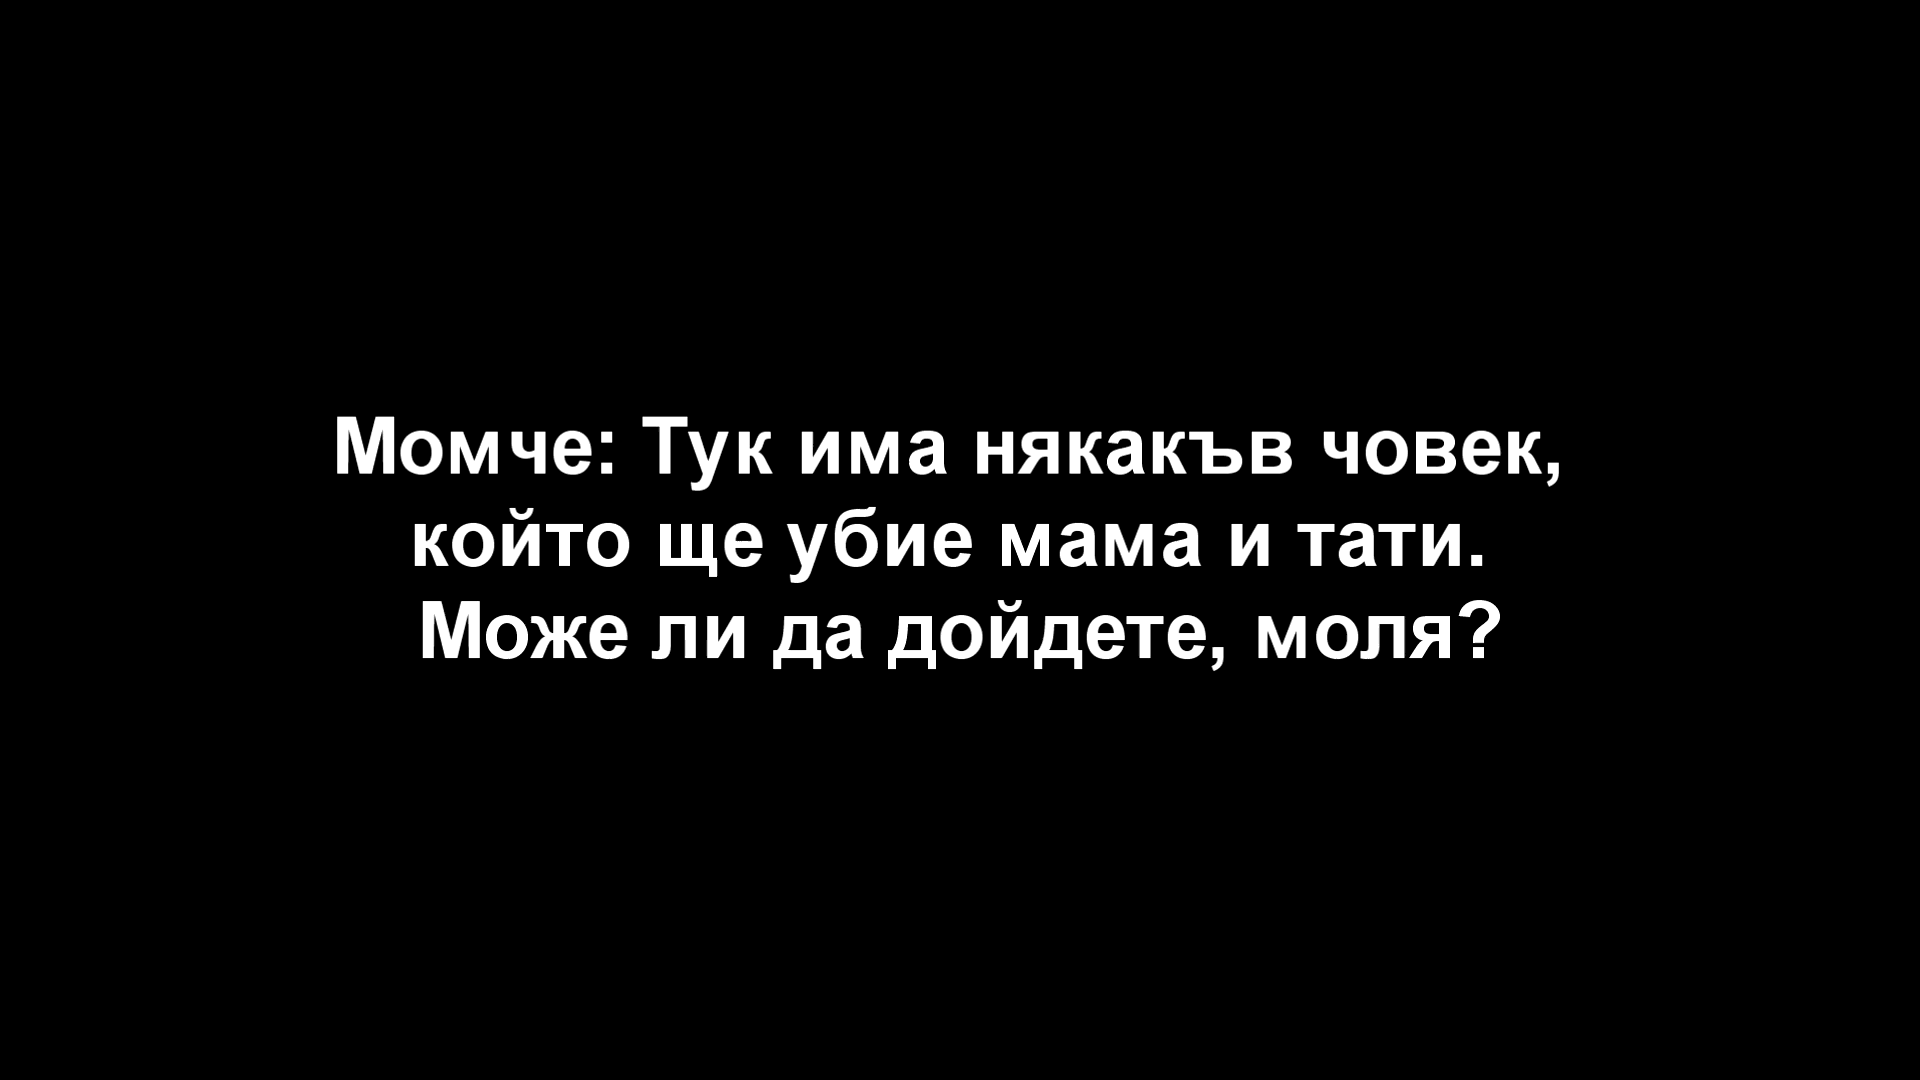 Момче: Тук има някакъв човек,
който ще убие мама и тати.
Може ли да дойдете, моля?